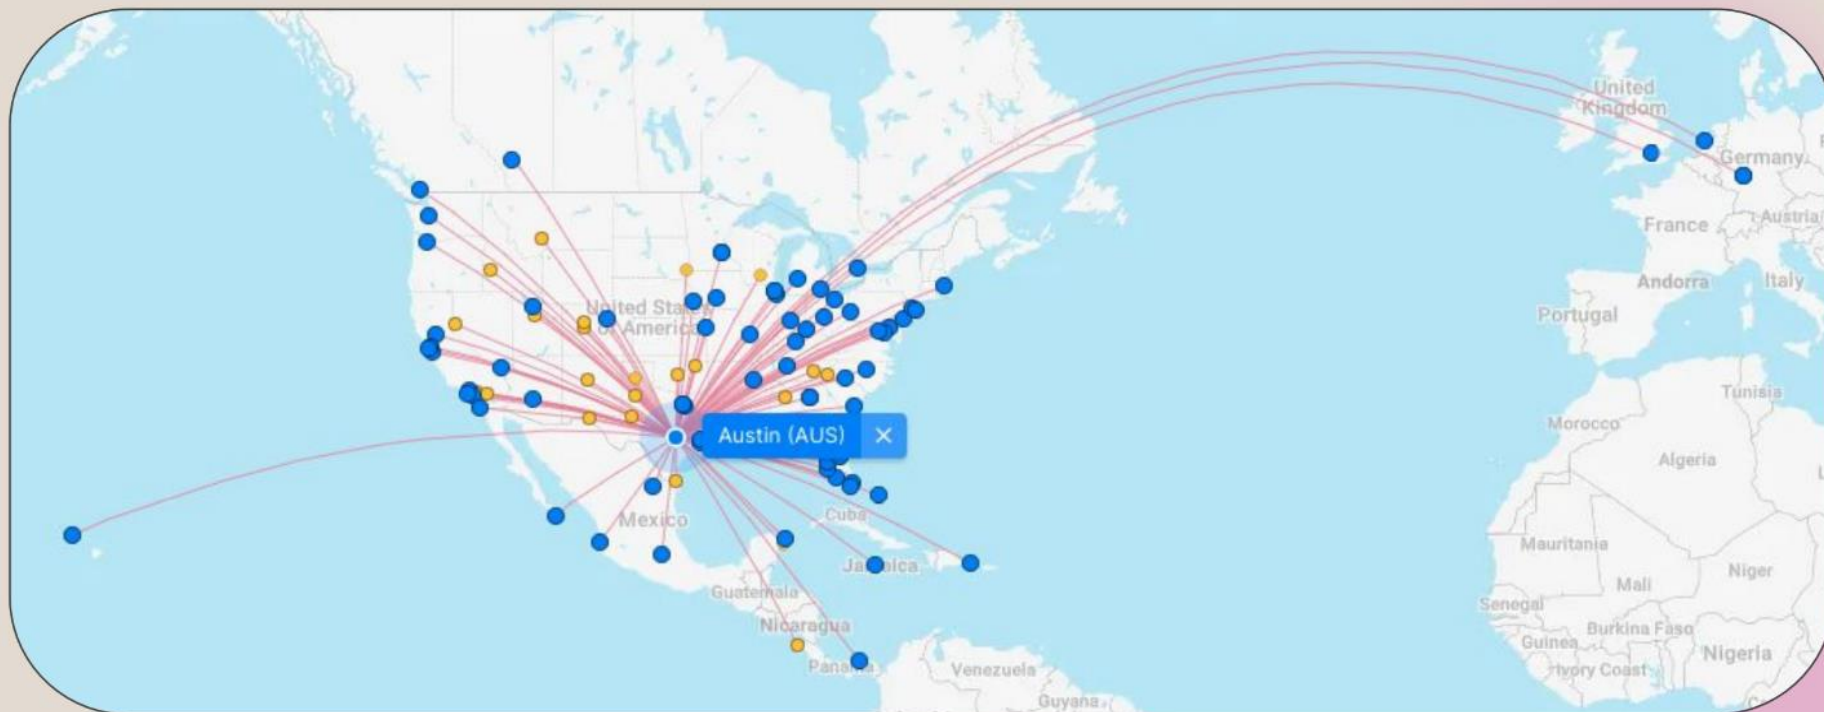 United
Kingdom
Germany
France
Austria
Andorra
Italy
Portugal
United States
of America
Tunisia
Morocco
Austin (AUS) ×
Algeria
Mexico
Cuba
Mauritania
Jamaica
Niger
Mali
Guatemala
Senegal
Nicaragua
Burkina Faso
Guinea
Nigeria
Panama
Venezuela
Ivory Coast
Guyana